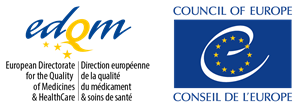 edqm
European Directorate
for the Quality
of Medicines
& HealthCare
Direction européenne
de la qualité
du médicament
& soins de santé
COUNCIL OF EUROPE
CONSEIL DE L'EUROPE